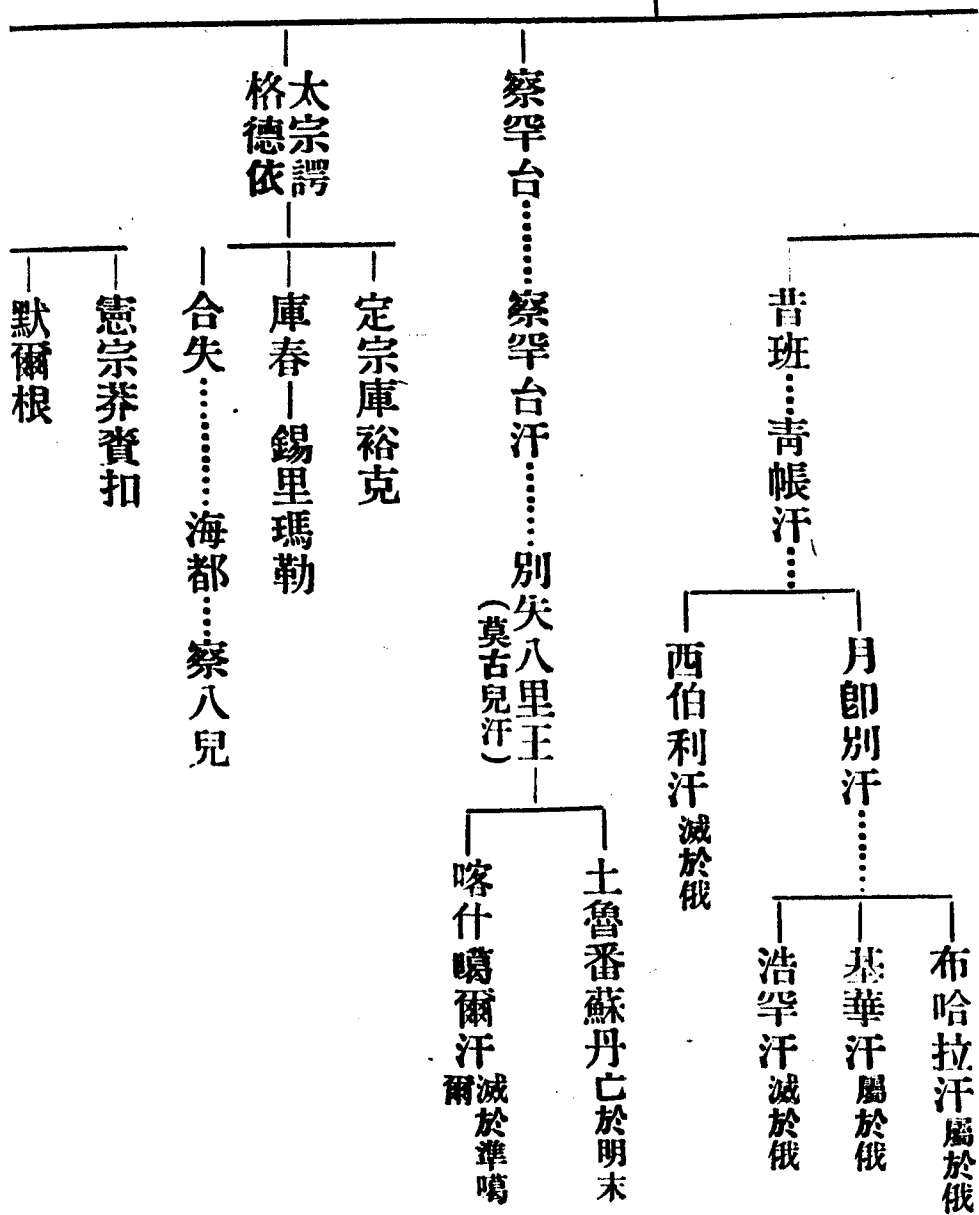 昔班……青帳汗……
月卽別汗……
布哈拉汗屬於俄
基華汗屬於俄
浩罕汗滅於俄
西伯利汗滅於俄
察罕台……察罕台汗……別失八里王
(莫古兒汗)
土魯番蘇丹亡於明末
喀什噶爾汗滅於準噶
爾
太宗諤
格德依
定宗庫裕克
庫春—錫里瑪勒
合失……海都……察八兒
憲宗莽賚扣
默爾根